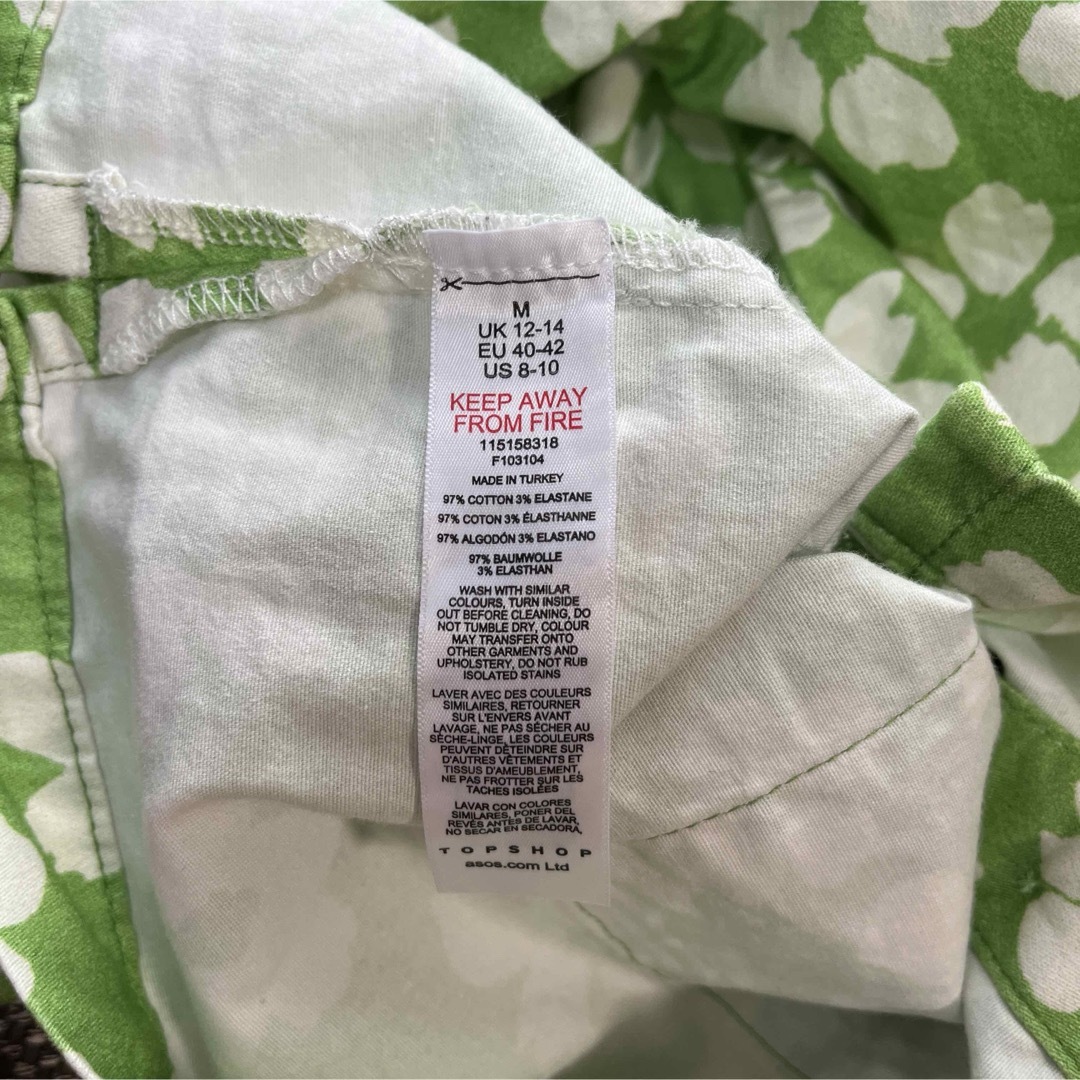 M
UK 12-14
EU 40-42
US 8-10
KEEP AWAY
FROM FIRE
115158318
F103104
MADE IN TURKEY
97% COTTON 3% ELASTANE
97% COTON 3% ÉLASTHANNE
97% ALGODÓN 3% ELASTANO
97% BAUMWOLLE
3% ELASTHAN
WASH WITH SIMILAR
COLOURS, TURN INSIDE
OUT BEFORE CLEANING, DO
NOT TUMBLE DRY, COLOUR
MAY TRANSFER ONTO
OTHER GARMENTS AND
UPHOLSTERY, DO NOT RUB
ISOLATED STAINS
LAVER AVEC DES COULEURS
SIMILAIRES, RETOURNER
SUR L'ENVERS AVANT
LAVAGE, NE PAS SÉCHER AU
SÈCHE-LINGE, LES COULEURS
PEUVENT DÉTEINDRE SUR
D'AUTRES VÊTEMENTS ET
TISSUS D'AMEUBLEMENT,
NE PAS FROTTER SUR LES
TACHES ISOLÉES
LAVAR CON COLORES
SIMILARES, PONER DEL
REVÉS ANTES DE LAVAR,
NO SECAR EN SECADORA,
TOPSHOP
asos.com Ltd